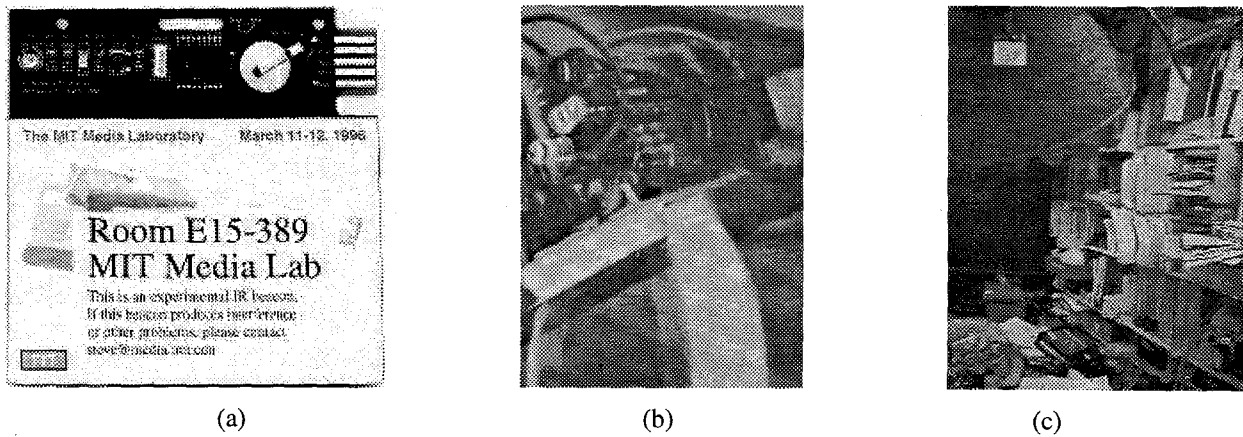 The MIT Media Laboratory March 11-12, 1996
Room E15-389
MIT Media Lab
This is an experimental IR beacon.
If this beacon produces interference
or other problems, please contact
(a)
(b)
(c)